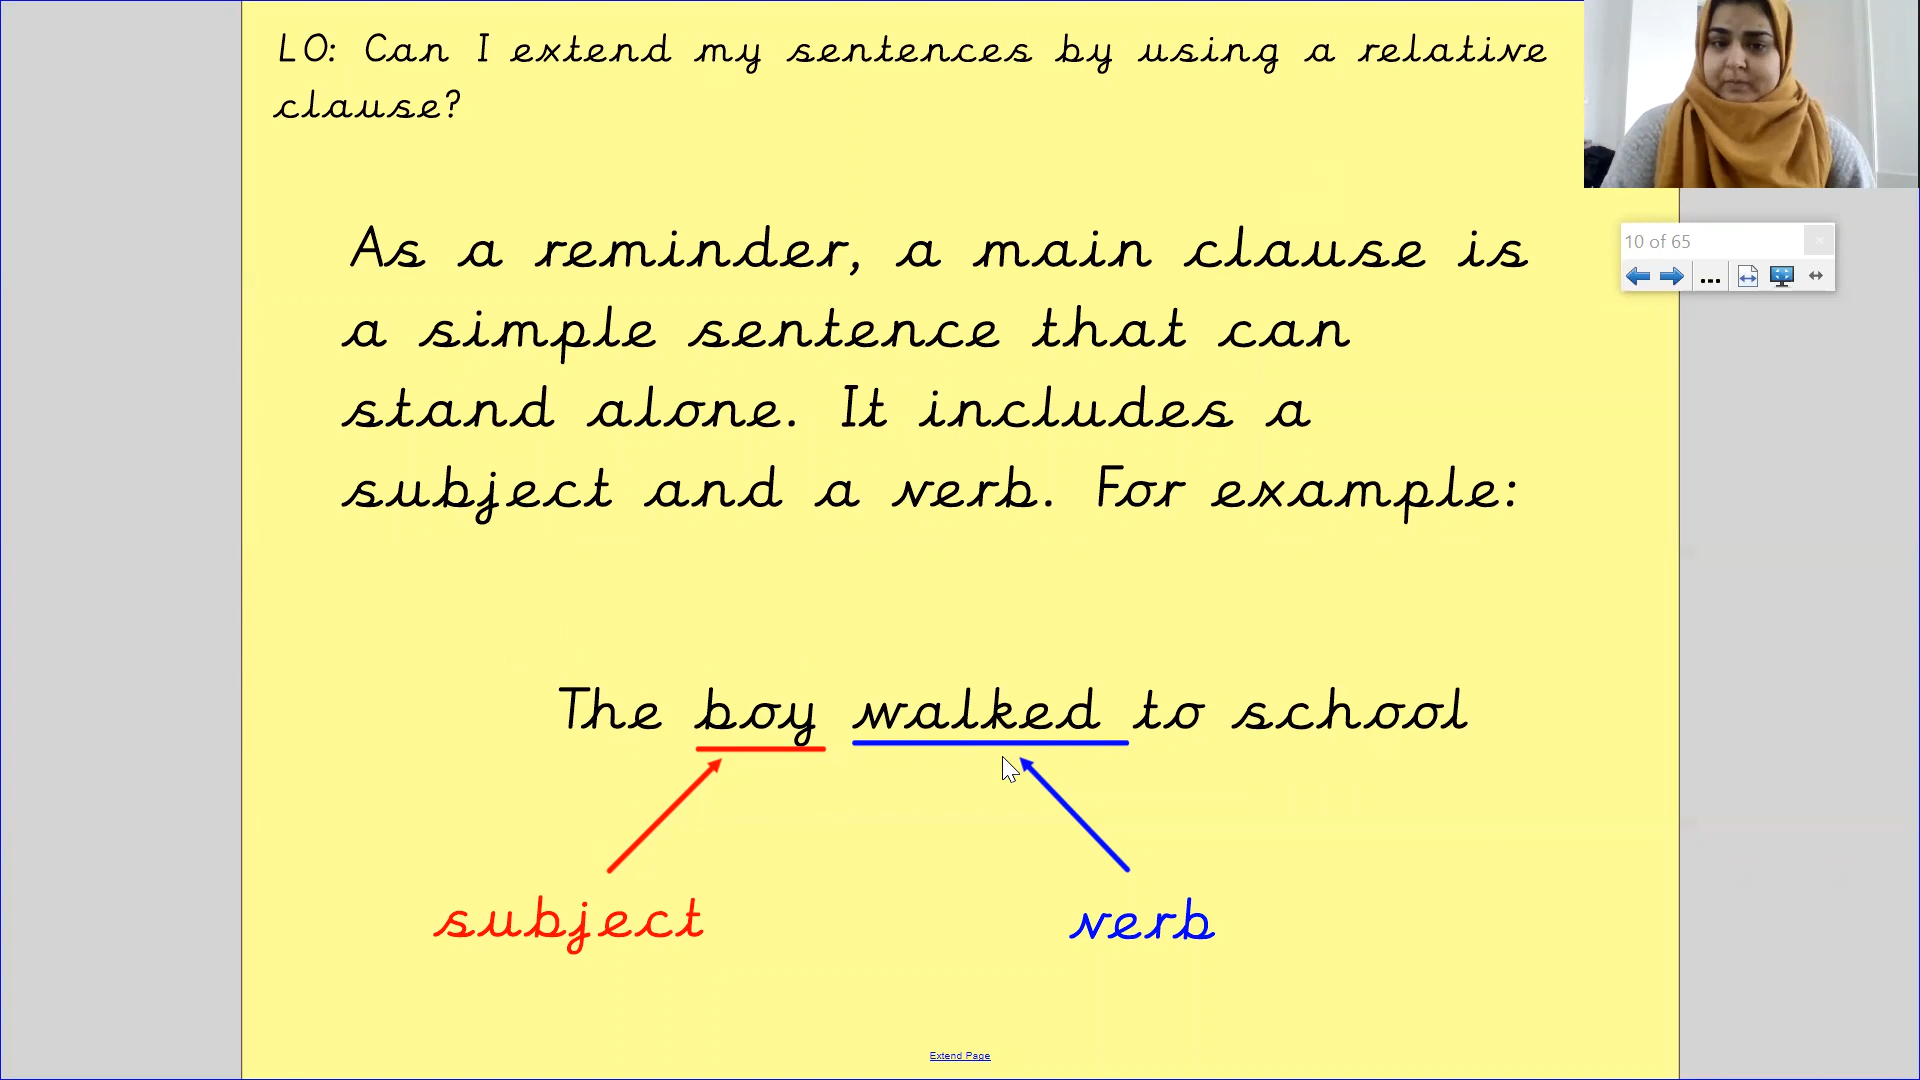 LO: Can I extend my sentences by using a relative
clause?
As a reminder, a main clause is
a simple sentence that can
stand alone. It includes a
subject and a verb. For example:
10 of 65
The boy walked to school
subject
verb
Extend Page